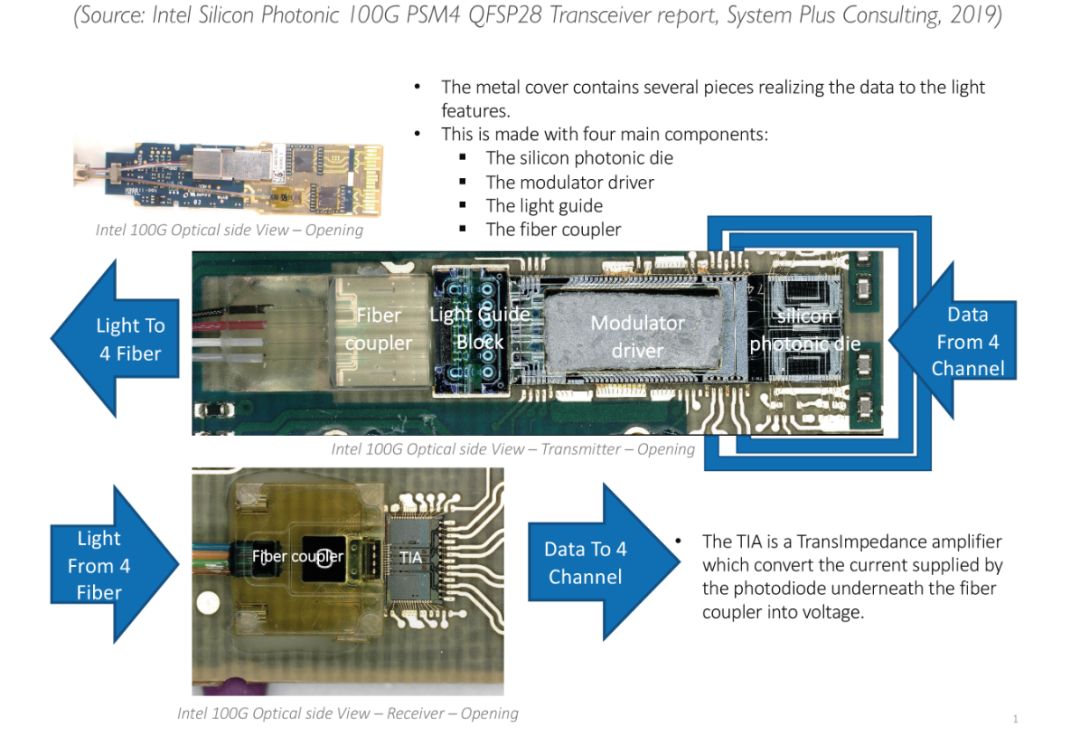 (Source: Intel Silicon Photonic 100G PSM4 QFSP28 Transceiver report, System Plus Consulting, 2019)
• The metal cover contains several pieces realizing the data to the light
features.
• This is made with four main components:
▪ The silicon photonic die
▪ The modulator driver
▪ The light guide
▪ The fiber coupler
Intel 100G Optical side View – Opening
Light To
4 Fiber
Fiber
coupler
Light Guide
Block
Modulator
driver
silicon
photonic die
Data
From 4
Channel
Intel 100G Optical side View – Transmitter – Opening
Light
From 4
Fiber
Fiber coupler
TIA
Data To 4
Channel
• The TIA is a TransImpedance amplifier
which convert the current supplied by
the photodiode underneath the fiber
coupler into voltage.
Intel 100G Optical side View – Receiver – Opening
1